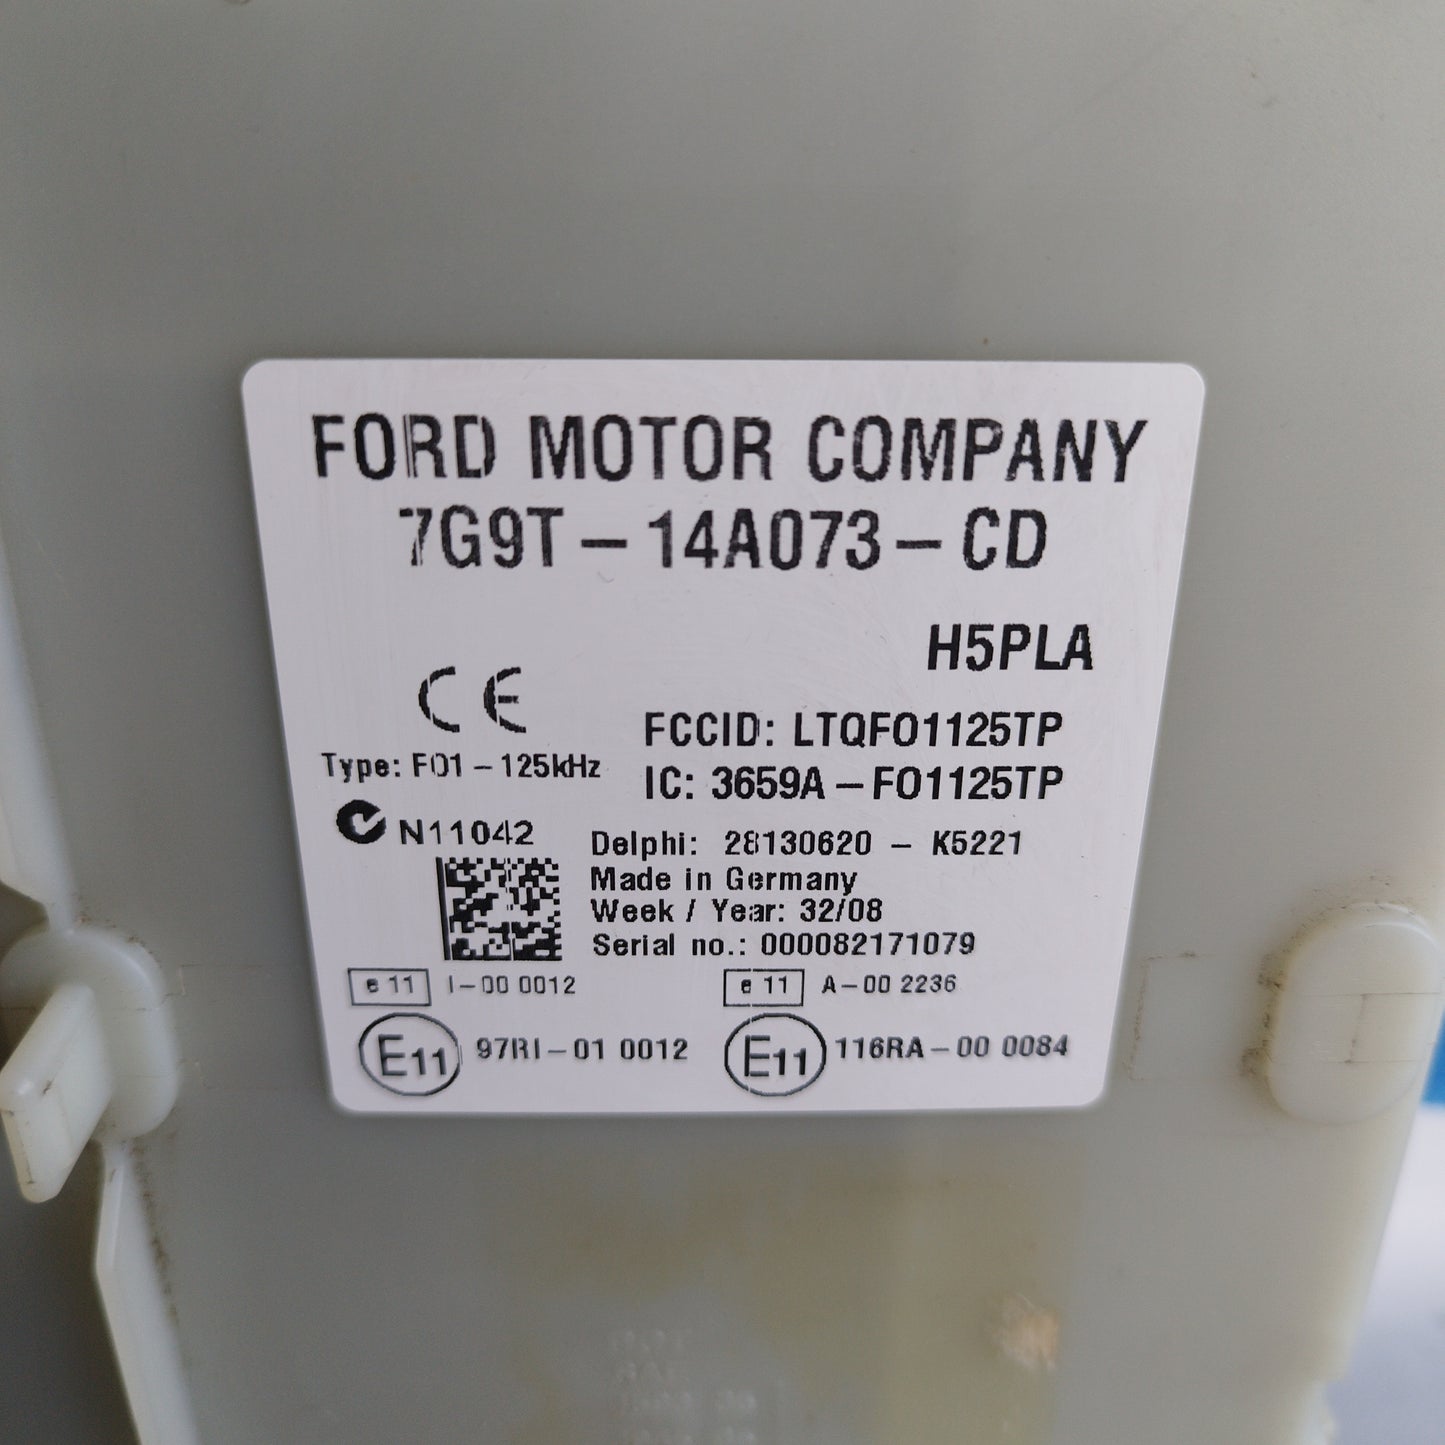 FORD MOTOR COMPANY
7G9T-14A073-CD
H5PLA
CE
FCCID: LTQFO1125TP
Type: FO1-125kHz
IC: 3659A-FO1125TP
N11042
Delphi: 28130620 - K5221
Made in Germany
Week / Year: 32/08
Serial no.: 000082171079
e 11 I-00 0012
e 11 A-00 2236
E11 97RI-01 0012
E11 116RA-00 0084